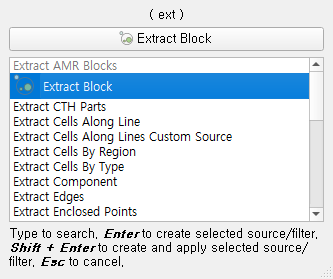 ( ext )
Extract Block
Extract AMR Blocks
Extract Block
Extract CTH Parts
Extract Cells Along Line
Extract Cells Along Lines Custom Source
Extract Cells By Region
Extract Cells By Type
Extract Component
Extract Edges
Extract Enclosed Points
Type to search, Enter to create selected source/filter,
Shift + Enter to create and apply selected source/
filter, Esc to cancel,